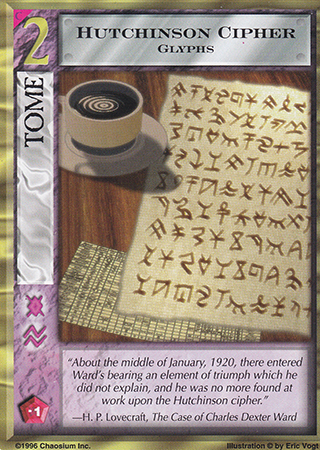 2
HUTCHINSON CIPHER
GLYPHS
TOME
-1
"About the middle of January, 1920, there entered
Ward's bearing an element of triumph which he
did not explain, and he was no more found at
work upon the Hutchinson cipher."
—H. P. Lovecraft, The Case of Charles Dexter Ward
©1996 Chaosium Inc.
Illustration © by Eric Vogt